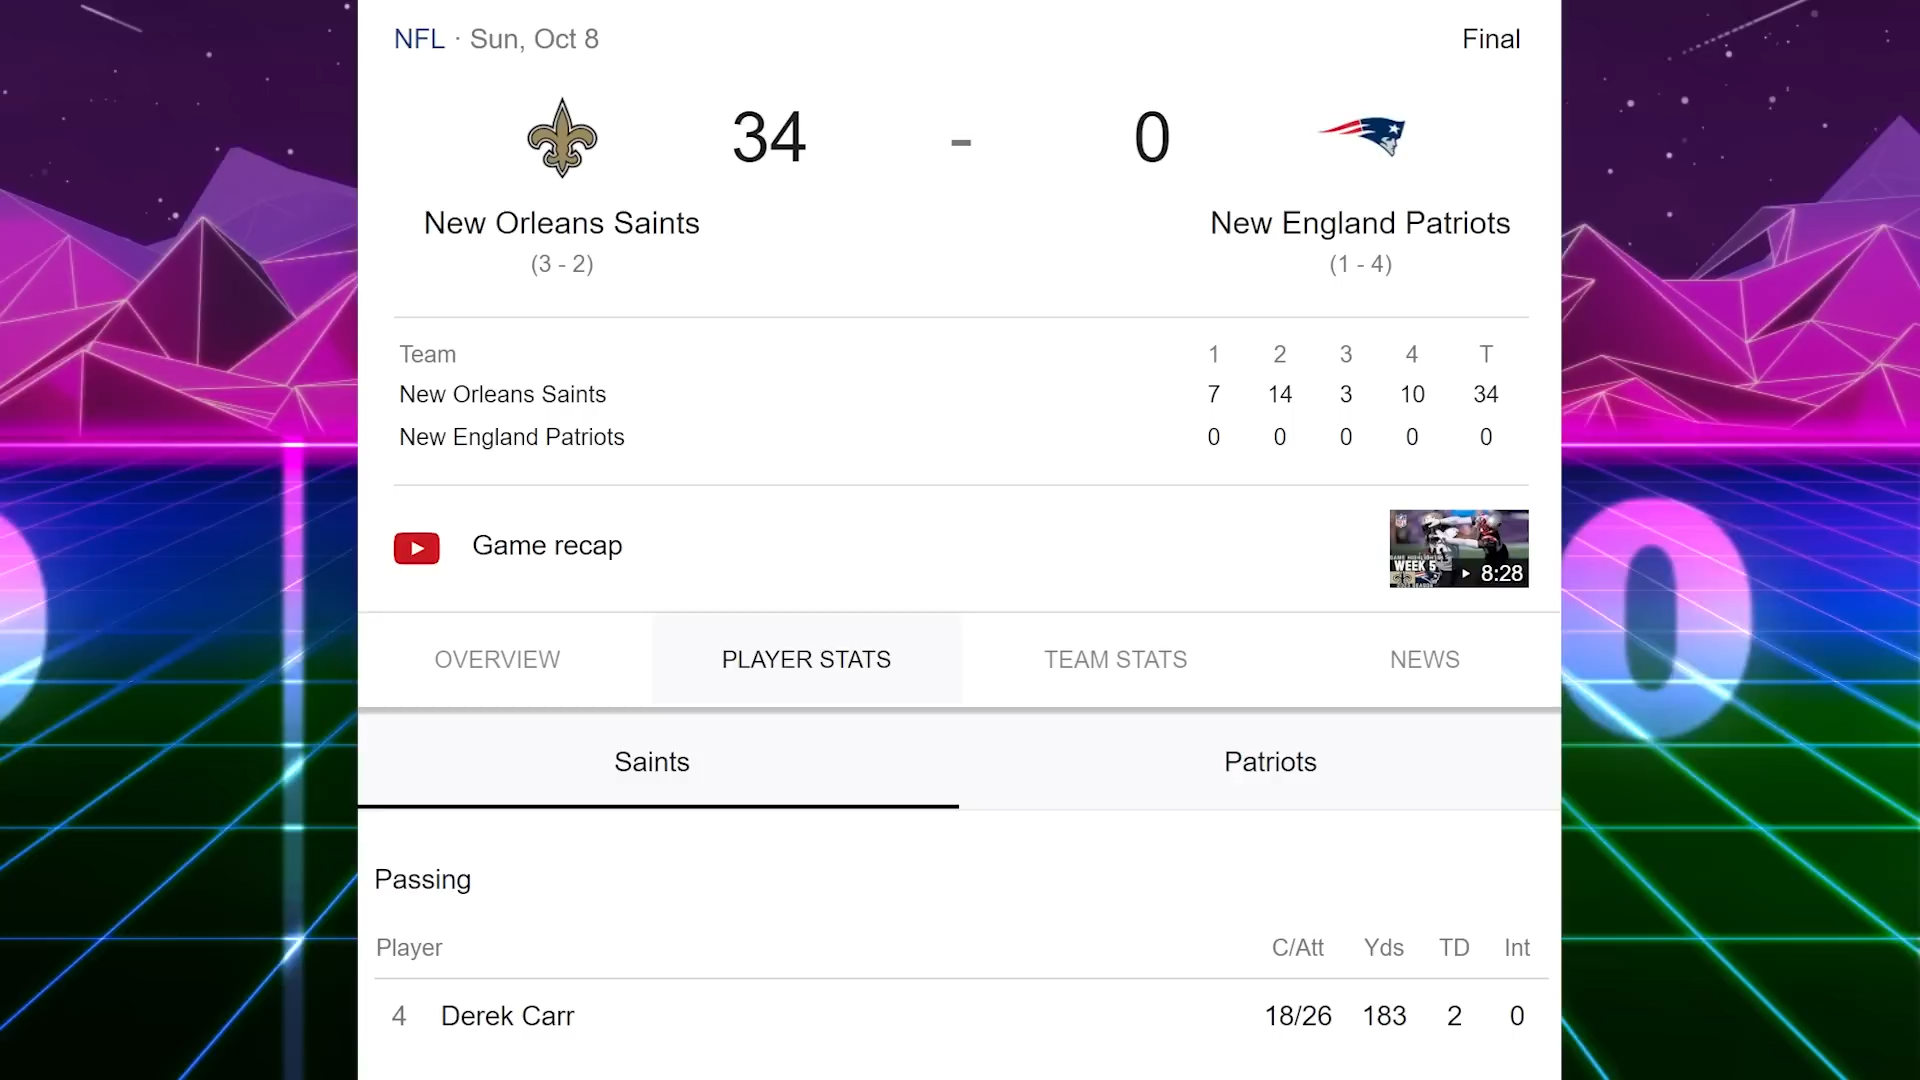 NFL · Sun, Oct 8 Final
34 - 0
New Orleans Saints New England Patriots
(3 - 2) (1 - 4)
Team 1 2 3 4 T
New Orleans Saints 7 14 3 10 34
New England Patriots 0 0 0 0 0
Game recap
WEEK 5
8:28
OVERVIEW PLAYER STATS TEAM STATS NEWS
Saints Patriots
Passing
Player C/Att Yds TD Int
4 Derek Carr 18/26 183 2 0
0